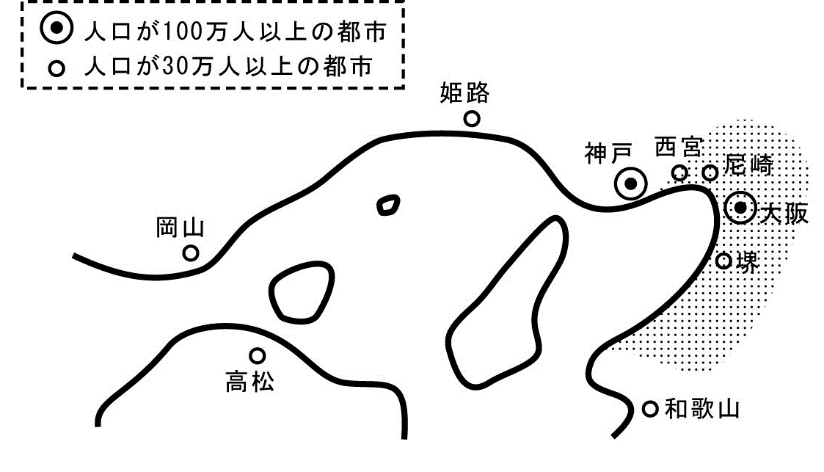 人口が100万人以上の都市
人口が30万人以上の都市
姫路
神戸
西宮
尼崎
大阪
岡山
堺
高松
和歌山